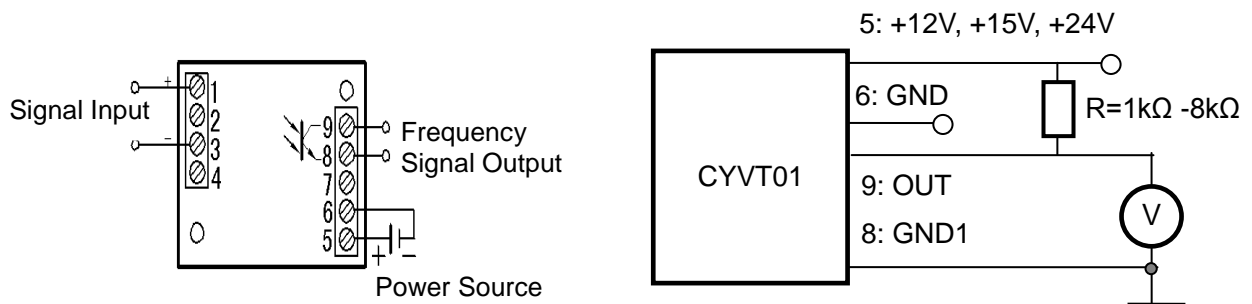 Signal Input
+
−
1
2
3
4
9
8
7
6
5
+ −
Frequency
Signal Output
Power Source
5: +12V, +15V, +24V
6: GND
R=1kΩ -8kΩ
CYVT01
9: OUT
8: GND1
V